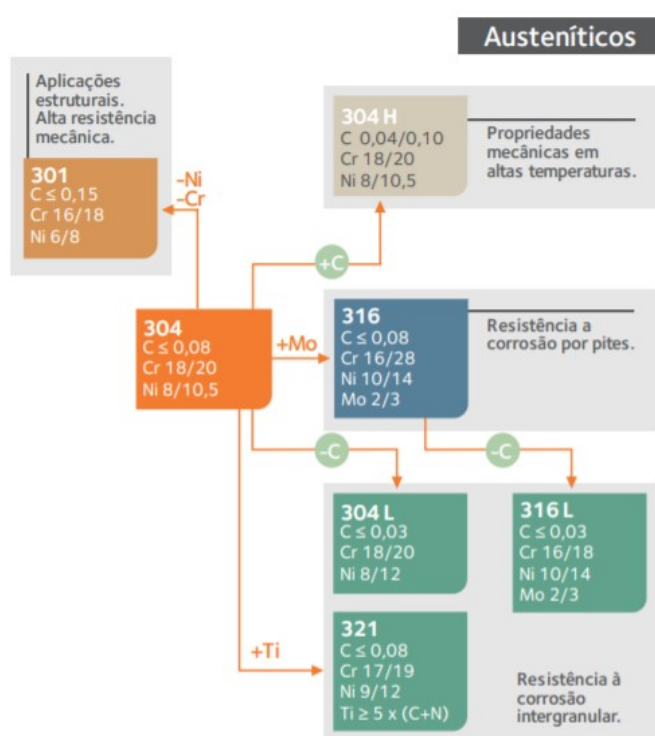 Austeníticos
Aplicações
estruturais.
Alta resistência
mecânica.
301
C ≤ 0,15
Cr 16/18
Ni 6/8
-Ni
-Cr
304 H
C 0,04/0,10
Cr 18/20
Ni 8/10,5
Propriedades
mecânicas em
altas temperaturas.
+C
304
C ≤ 0,08
Cr 18/20
Ni 8/10,5
+Mo
316
C ≤ 0,08
Cr 16/28
Ni 10/14
Mo 2/3
Resistência a
corrosão por pites.
-C
-C
304 L
C ≤ 0,03
Cr 18/20
Ni 8/12
316 L
C ≤ 0,03
Cr 16/18
Ni 10/14
Mo 2/3
+Ti
321
C ≤ 0,08
Cr 17/19
Ni 9/12
Ti ≥ 5 x (C+N)
Resistência à
corrosão
intergranular.